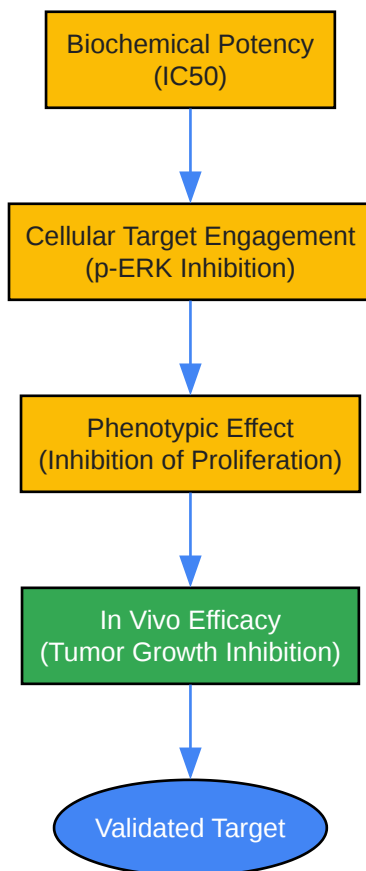 Biochemical Potency
(IC50)
Cellular Target Engagement
(p-ERK Inhibition)
Phenotypic Effect
(Inhibition of Proliferation)
In Vivo Efficacy
(Tumor Growth Inhibition)
Validated Target